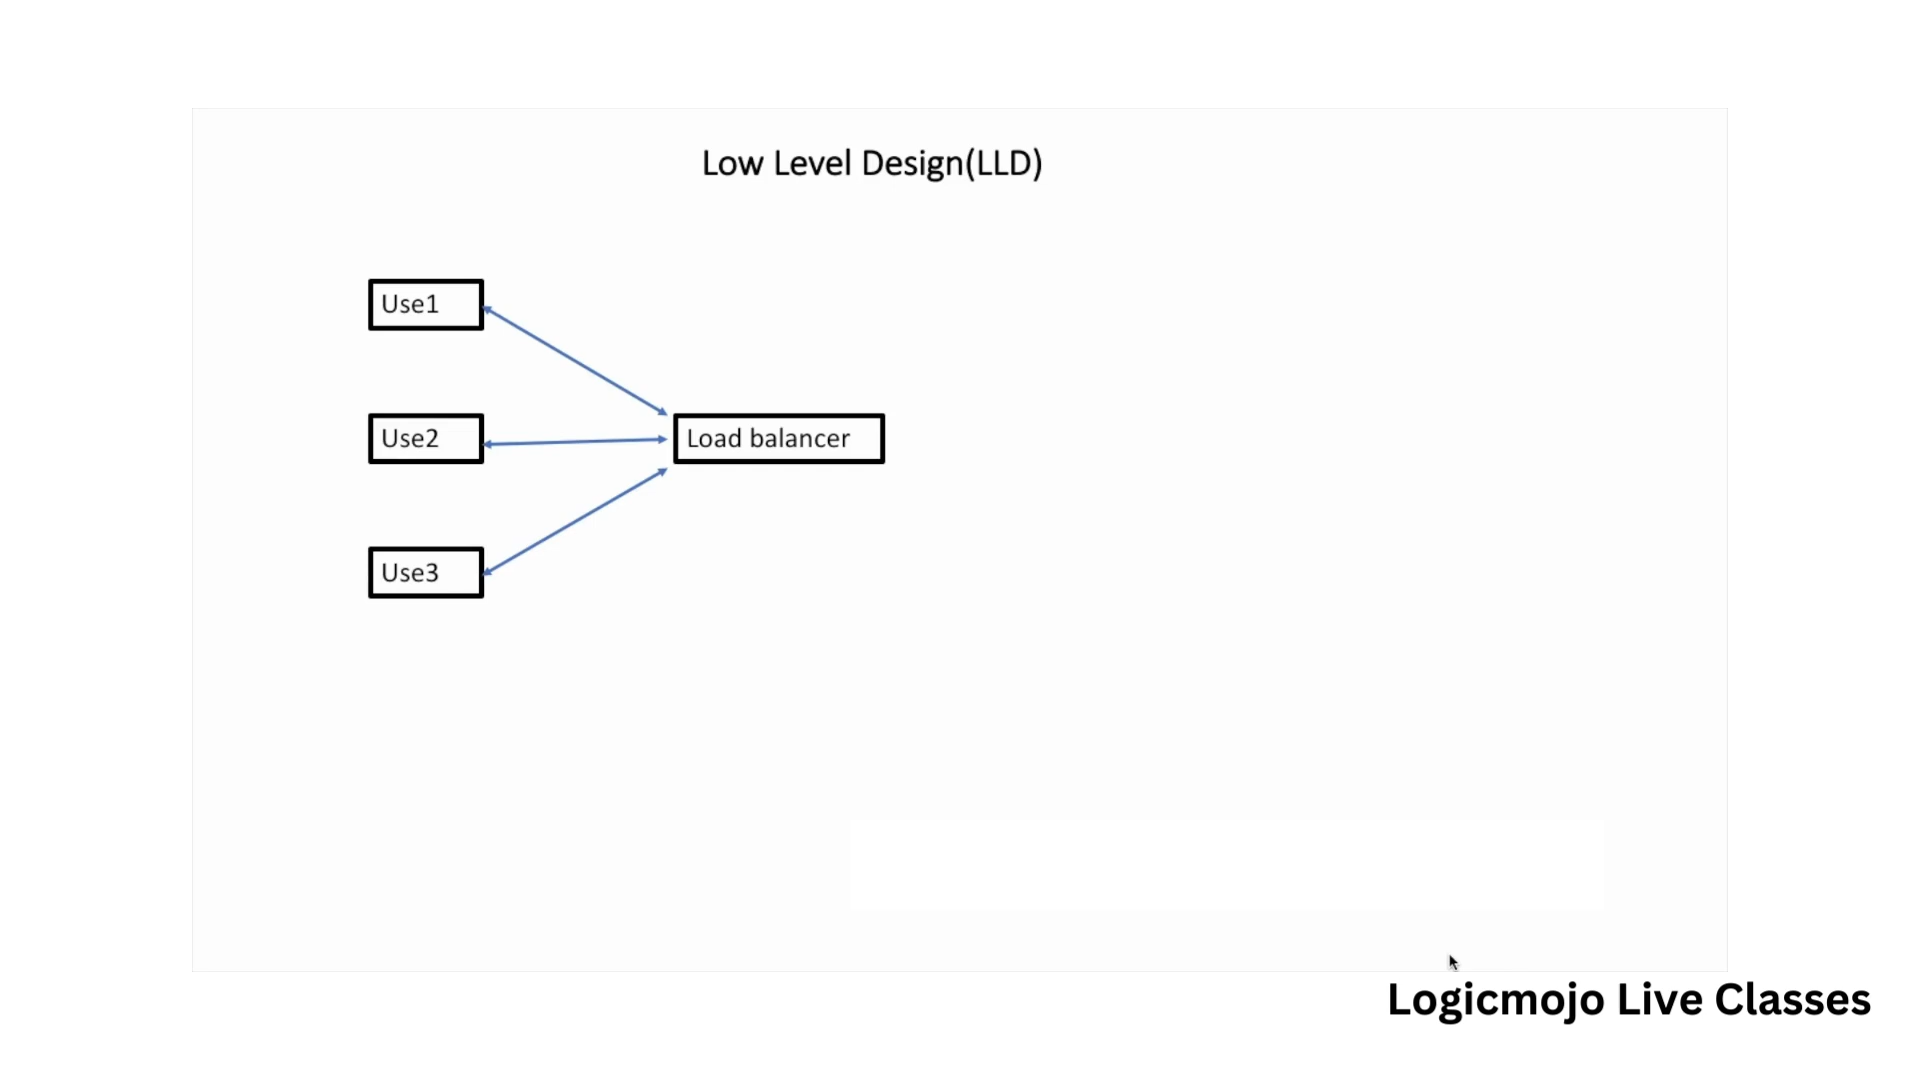 Low Level Design(LLD)
Use1
Use2
Load balancer
Use3
Logicmojo Live Classes